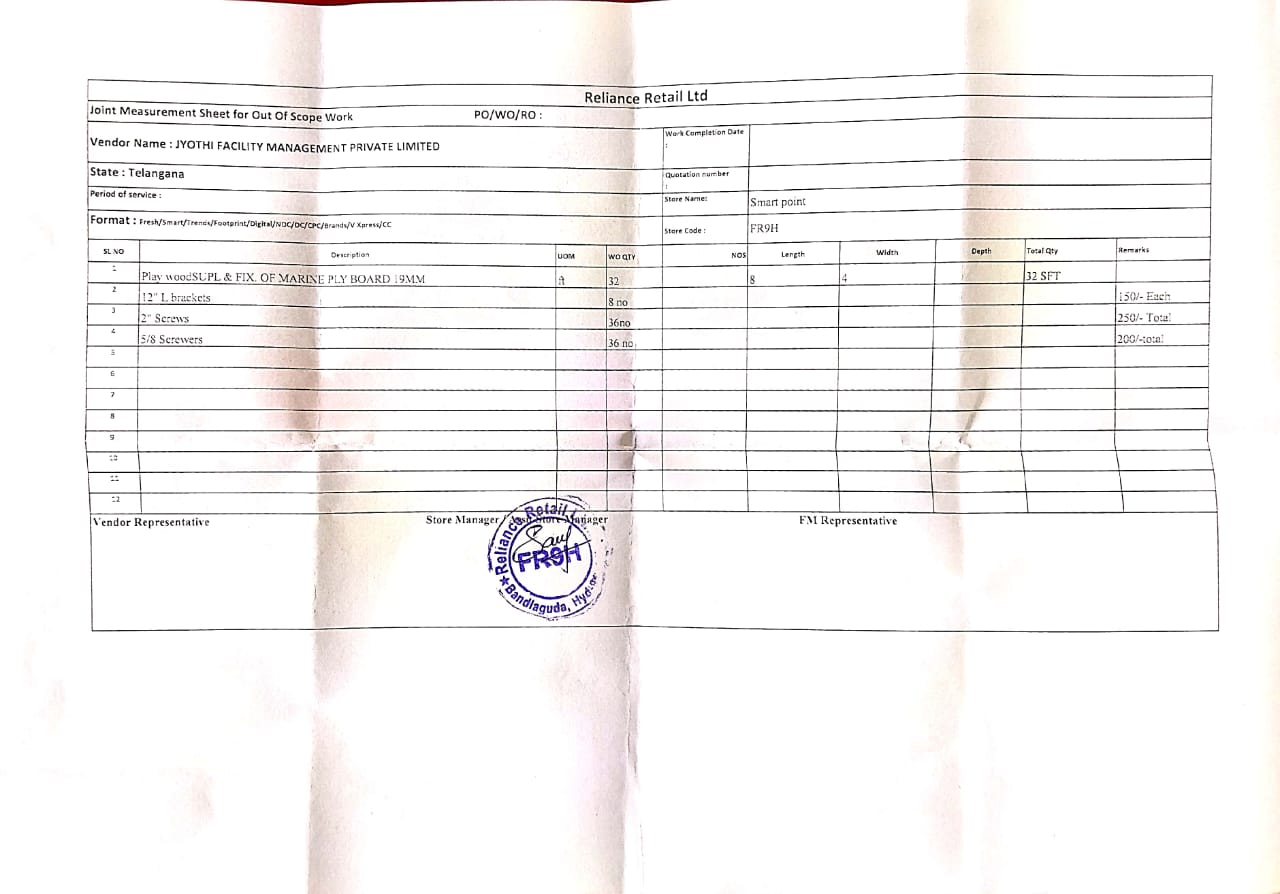 Reliance Retail Ltd
Joint Measurement Sheet for Out Of Scope Work PO/WO/RO :
Vendor Name : JYOTHI FACILITY MANAGEMENT PRIVATE LIMITED
Work Completion Date :
State : Telangana
Quotation number :
Period of service :
Store Name: Smart point
Format : Fresh/Smart/Trends/Footprint/Digital/NDC/DC/CPC/Brands/V Xpress/CC
Store Code : FR9H
SL NO Description UOM WO QTY NOS Length Width Depth Total Qty Remarks
1 Play woodSUPL & FIX. OF MARINE PLY BOARD 19MM 32 8 4 32 SFT
2 12" L brackets 8 no 150/- Each
3 2" Screws 36no 250/- Total
4 5/8 Screwers 36 no 200/-total
5
6
7
8
9
10
11
12
Vendor Representative Store Manager/ Store Manager FM Representative
Reliance Retail
FR9H
Bandlaguda, Hyd